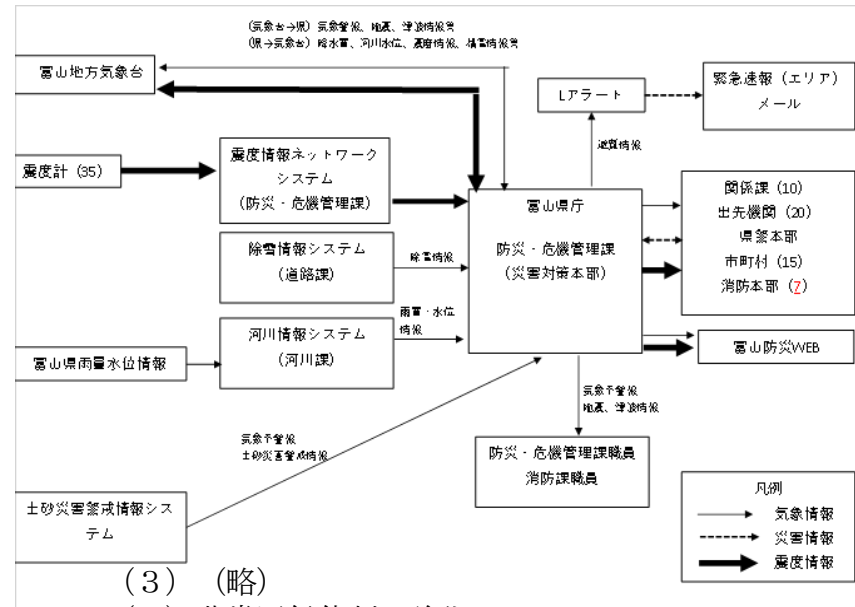 (気象台→県) 気象警報、地震、津波情報等
(県→気象台) 降水量、河川水位、震度情報、積雪情報等
富山地方気象台
Lアラート
緊急速報（エリア）
メール
避難情報
震度計 (35)
震度情報ネットワーク
システム
(防災・危機管理課)
富山県庁
防災・危機管理課
(災害対策本部)
関係課 (10)
出先機関 (20)
県警本部
市町村 (15)
消防本部 (7)
除雪情報システム
(道路課)
除雪情報
雨量・水位
情報
富山県雨量水位情報
河川情報システム
(河川課)
富山防災WEB
気象予警報
地震、津波情報
気象予警報
土砂災害警戒情報
防災・危機管理課職員
消防課職員
土砂災害警戒情報シス
テム
凡例
気象情報
災害情報
震度情報
（３）（略）